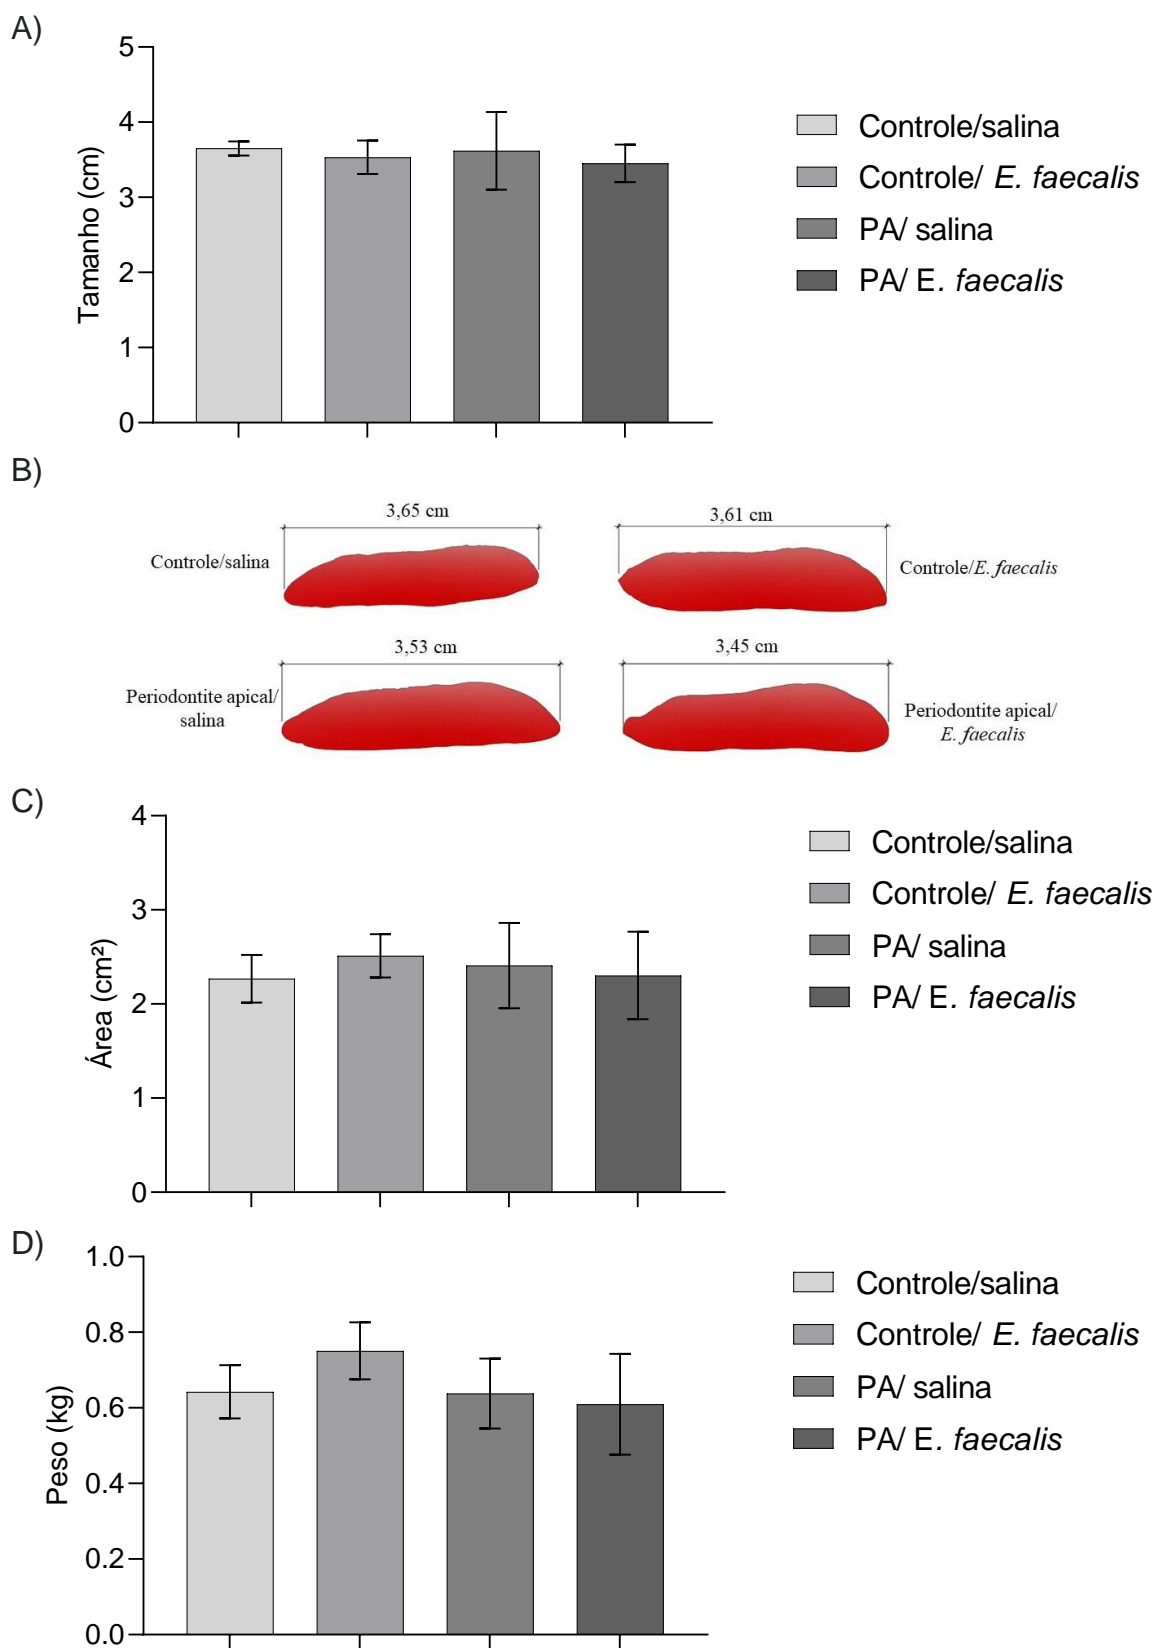 A)
5
4
3
2
1
0
Tamanho (cm)
Controle/salina
Controle/ E. faecalis
PA/ salina
PA/ E. faecalis
B)
3,65 cm
3,61 cm
Controle/salina
Controle/E. faecalis
3,53 cm
3,45 cm
Periodontite apical/
salina
Periodontite apical/
E. faecalis
C)
4
3
2
1
0
Área (cm²)
Controle/salina
Controle/ E. faecalis
PA/ salina
PA/ E. faecalis
D)
1.0
0.8
0.6
0.4
0.2
0.0
Peso (kg)
Controle/salina
Controle/ E. faecalis
PA/ salina
PA/ E. faecalis